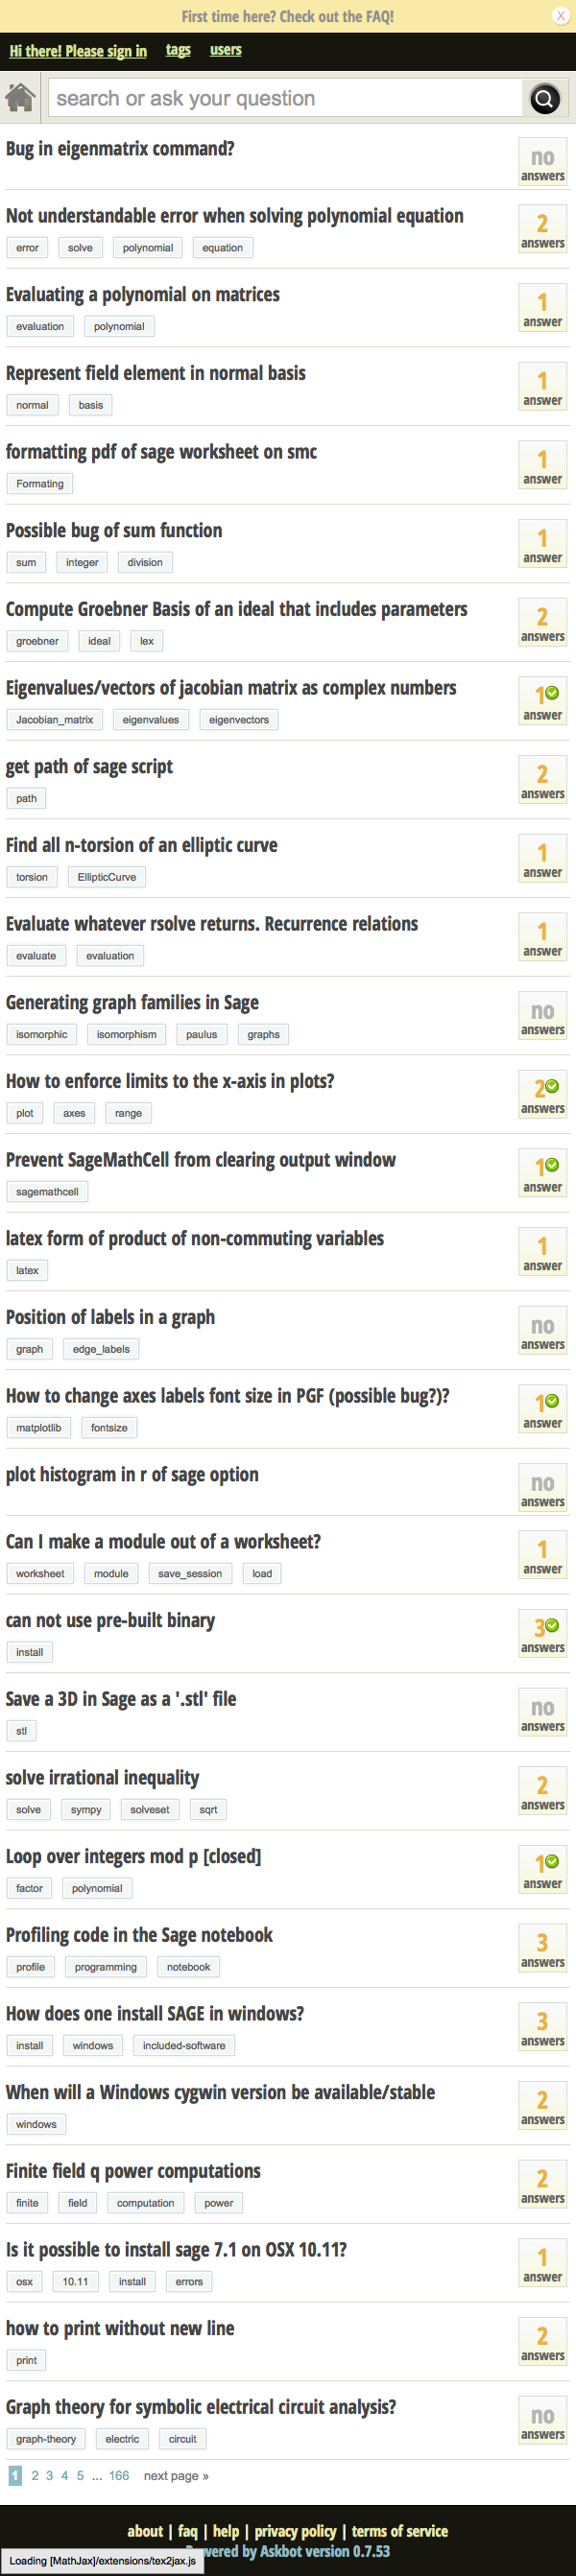 First time here? Check out the FAQ!
x
Hi there! Please sign in tags users
search or ask your question
Bug in eigenmatrix command?
no
answers
Not understandable error when solving polynomial equation
2
answers
error solve polynomial equation
Evaluating a polynomial on matrices
1
answer
evaluation polynomial
Represent field element in normal basis
1
answer
normal basis
formatting pdf of sage worksheet on smc
1
answer
Formating
Possible bug of sum function
1
answer
sum integer division
Compute Groebner Basis of an ideal that includes parameters
2
answers
groebner ideal lex
Eigenvalues/vectors of jacobian matrix as complex numbers
1
answer
Jacobian_matrix eigenvalues eigenvectors
get path of sage script
2
answers
path
Find all n-torsion of an elliptic curve
1
answer
torsion EllipticCurve
Evaluate whatever rsolve returns. Recurrence relations
1
answer
evaluate evaluation
Generating graph families in Sage
no
answers
isomorphic isomorphism paulus graphs
How to enforce limits to the x-axis in plots?
2
answers
plot axes range
Prevent SageMathCell from clearing output window
1
answer
sagemathcell
latex form of product of non-commuting variables
1
answer
latex
Position of labels in a graph
no
answers
graph edge_labels
How to change axes labels font size in PGF (possible bug?)?
1
answer
matplotlib fontsize
plot histogram in r of sage option
no
answers
Can I make a module out of a worksheet?
1
answer
worksheet module save_session load
can not use pre-built binary
3
answers
install
Save a 3D in Sage as a '.stl' file
no
answers
stl
solve irrational inequality
2
answers
solve sympy solveset sqrt
Loop over integers mod p [closed]
1
answer
factor polynomial
Profiling code in the Sage notebook
3
answers
profile programming notebook
How does one install SAGE in windows?
3
answers
install windows included-software
When will a Windows cygwin version be available/stable
2
answers
windows
Finite field q power computations
2
answers
finite field computation power
Is it possible to install sage 7.1 on OSX 10.11?
1
answer
osx 10.11 install errors
how to print without new line
2
answers
print
Graph theory for symbolic electrical circuit analysis?
no
answers
graph-theory electric circuit
1 2 3 4 5 ... 166 next page »
about | faq | help | privacy policy | terms of service
Powered by Askbot version 0.7.53
Loading [MathJax]/extensions/tex2jax.js